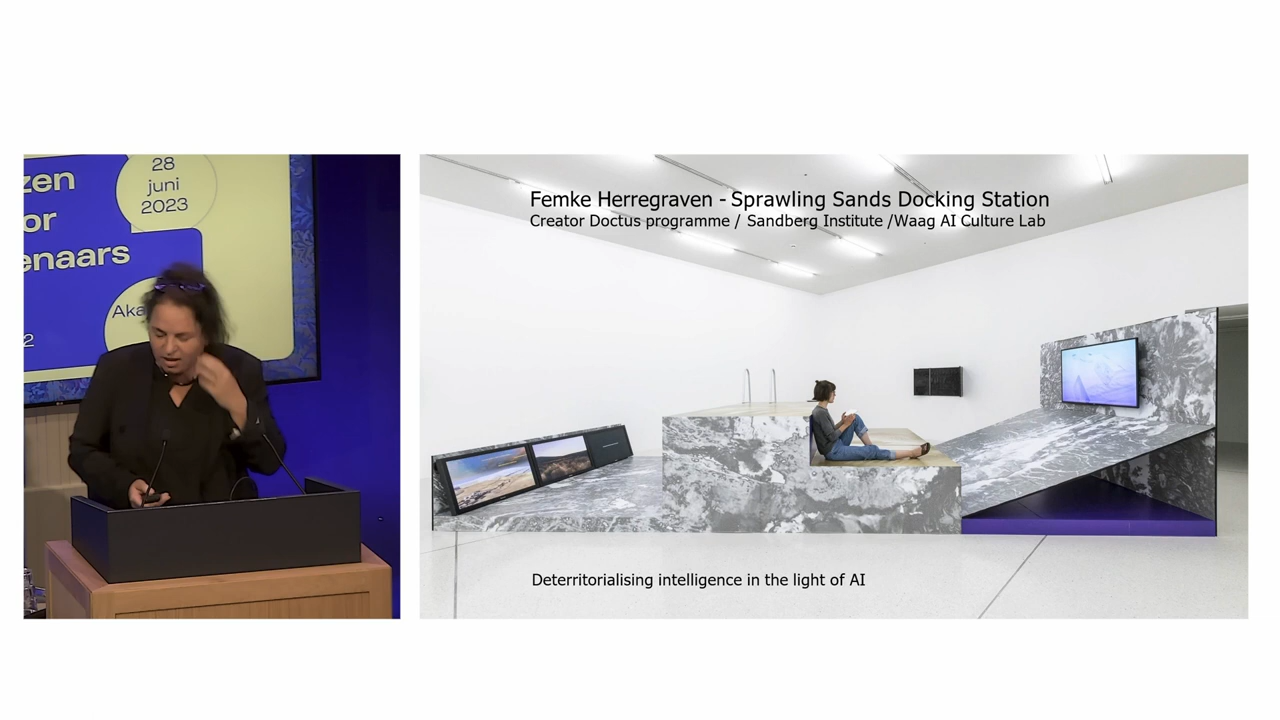 28
juni
2023
zen
or
enaars
Aka
2
Femke Herregraven - Sprawling Sands Docking Station
Creator Doctus programme / Sandberg Institute /Waag AI Culture Lab
Deterritorialising intelligence in the light of AI